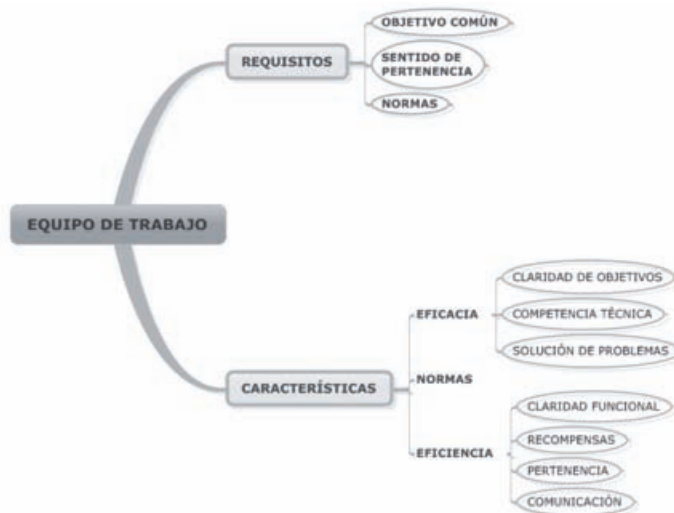 OBJETIVO COMÚN
REQUISITOS
SENTIDO DE
PERTENENCIA
NORMAS
EQUIPO DE TRABAJO
CLARIDAD DE OBJETIVOS
EFICACIA
COMPETENCIA TÉCNICA
SOLUCIÓN DE PROBLEMAS
CARACTERÍSTICAS
NORMAS
CLARIDAD FUNCIONAL
RECOMPENSAS
EFICIENCIA
PERTENENCIA
COMUNICACIÓN